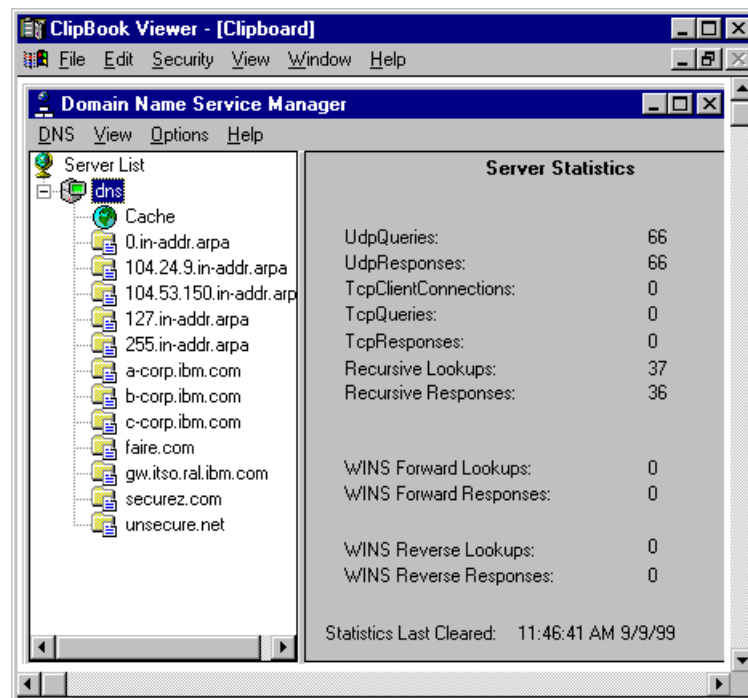 ClipBook Viewer - [Clipboard]
File Edit Security View Window Help
Domain Name Service Manager
DNS View Options Help
Server List
dns
Cache
0.in-addr.arpa
104.24.9.in-addr.arpa
104.53.150.in-addr.arp
127.in-addr.arpa
255.in-addr.arpa
a-corp.ibm.com
b-corp.ibm.com
c-corp.ibm.com
faire.com
gw.itso.ral.ibm.com
securez.com
unsecure.net
Server Statistics
UdpQueries: 66
UdpResponses: 66
TcpClientConnections: 0
TcpQueries: 0
TcpResponses: 0
Recursive Lookups: 37
Recursive Responses: 36
WINS Forward Lookups: 0
WINS Forward Responses: 0
WINS Reverse Lookups: 0
WINS Reverse Responses: 0
Statistics Last Cleared: 11:46:41 AM 9/9/99